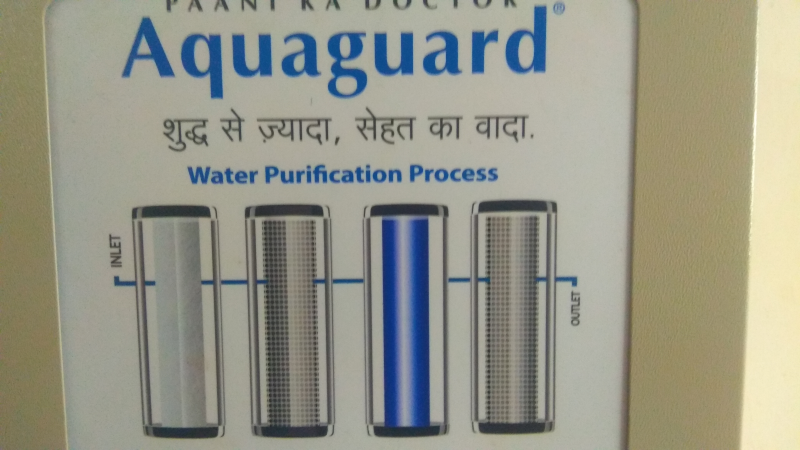 PAANI KA DOCTOR
Aquaguard®
शुद्ध से ज़्यादा, सेहत का वादा.
Water Purification Process
INLET
OUTLET